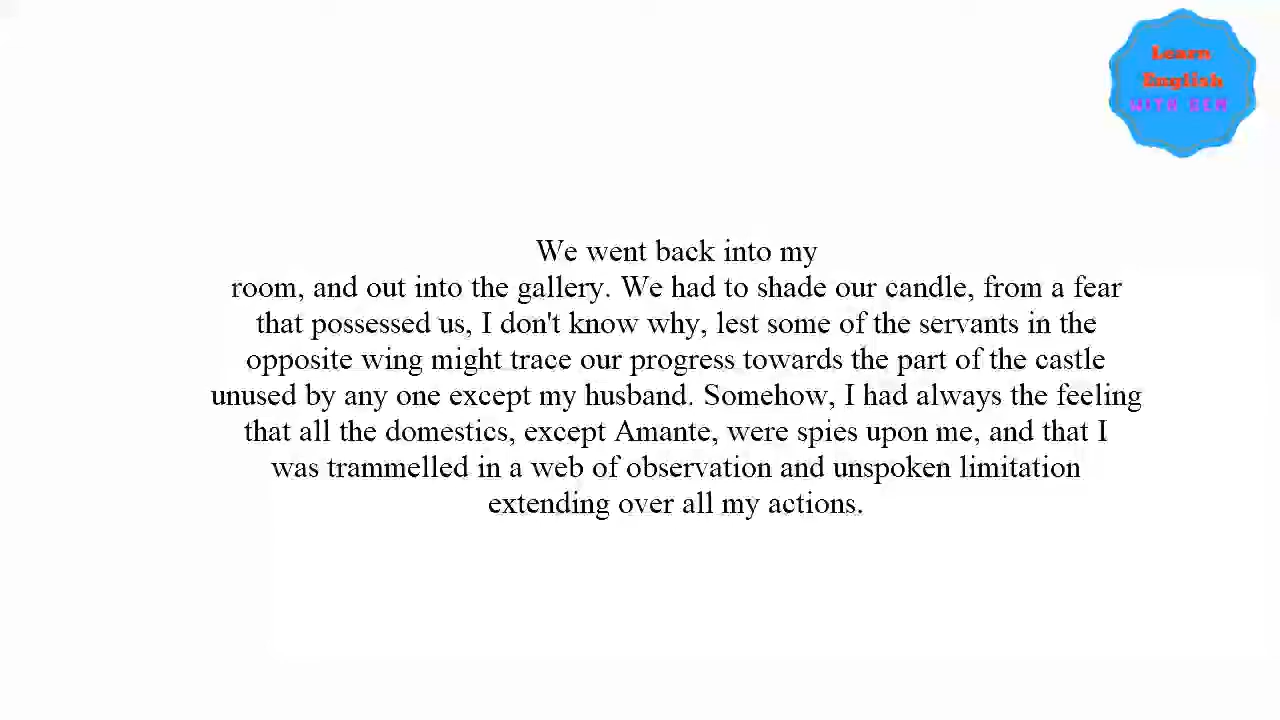 Learn
English
WITH BEN
We went back into my
room, and out into the gallery. We had to shade our candle, from a fear
that possessed us, I don't know why, lest some of the servants in the
opposite wing might trace our progress towards the part of the castle
unused by any one except my husband. Somehow, I had always the feeling
that all the domestics, except Amante, were spies upon me, and that I
was trammelled in a web of observation and unspoken limitation
extending over all my actions.